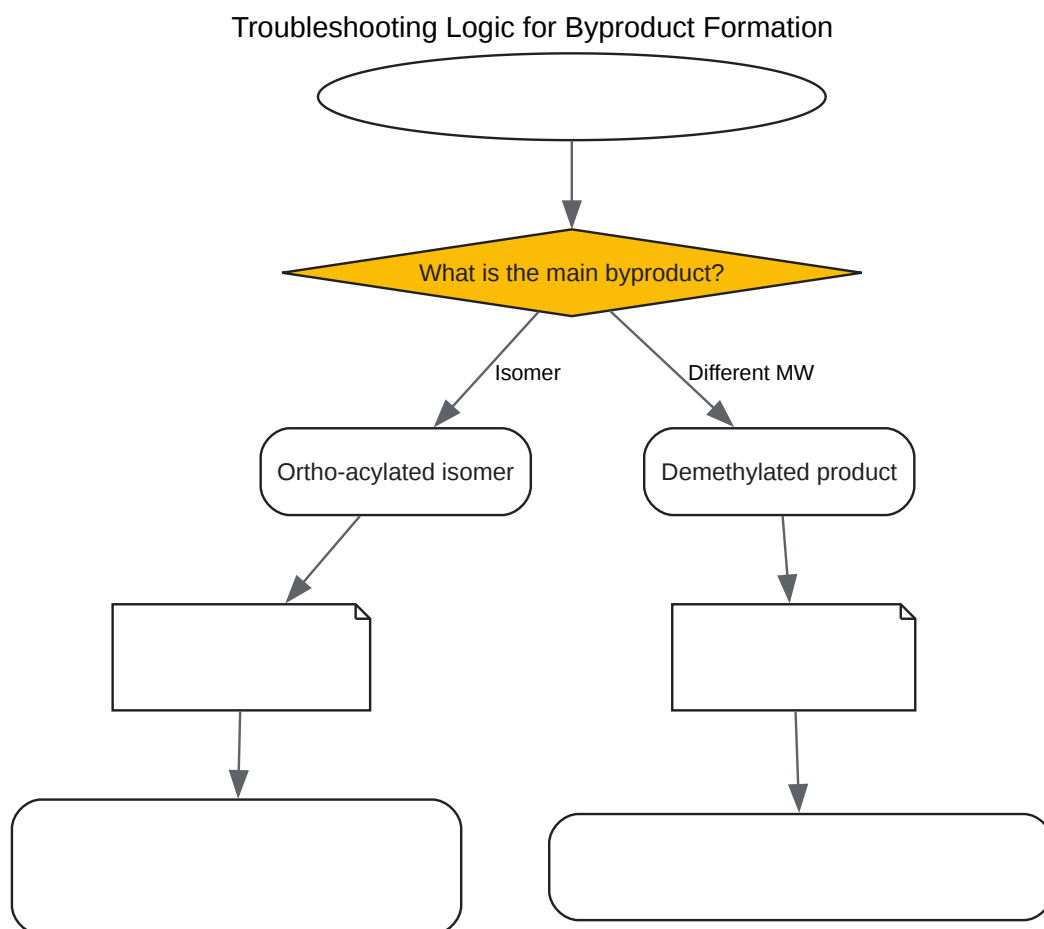 Troubleshooting Logic for Byproduct Formation
What is the main byproduct?
Isomer
Different MW
Ortho-acylated isomer
Demethylated product